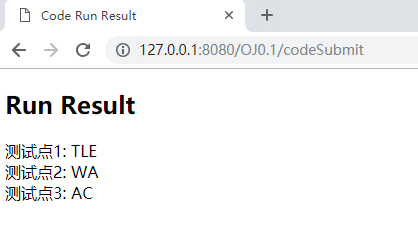 Code Run Result
127.0.0.1:8080/OJ0.1/codeSubmit
Run Result
测试点1: TLE
测试点2: WA
测试点3: AC